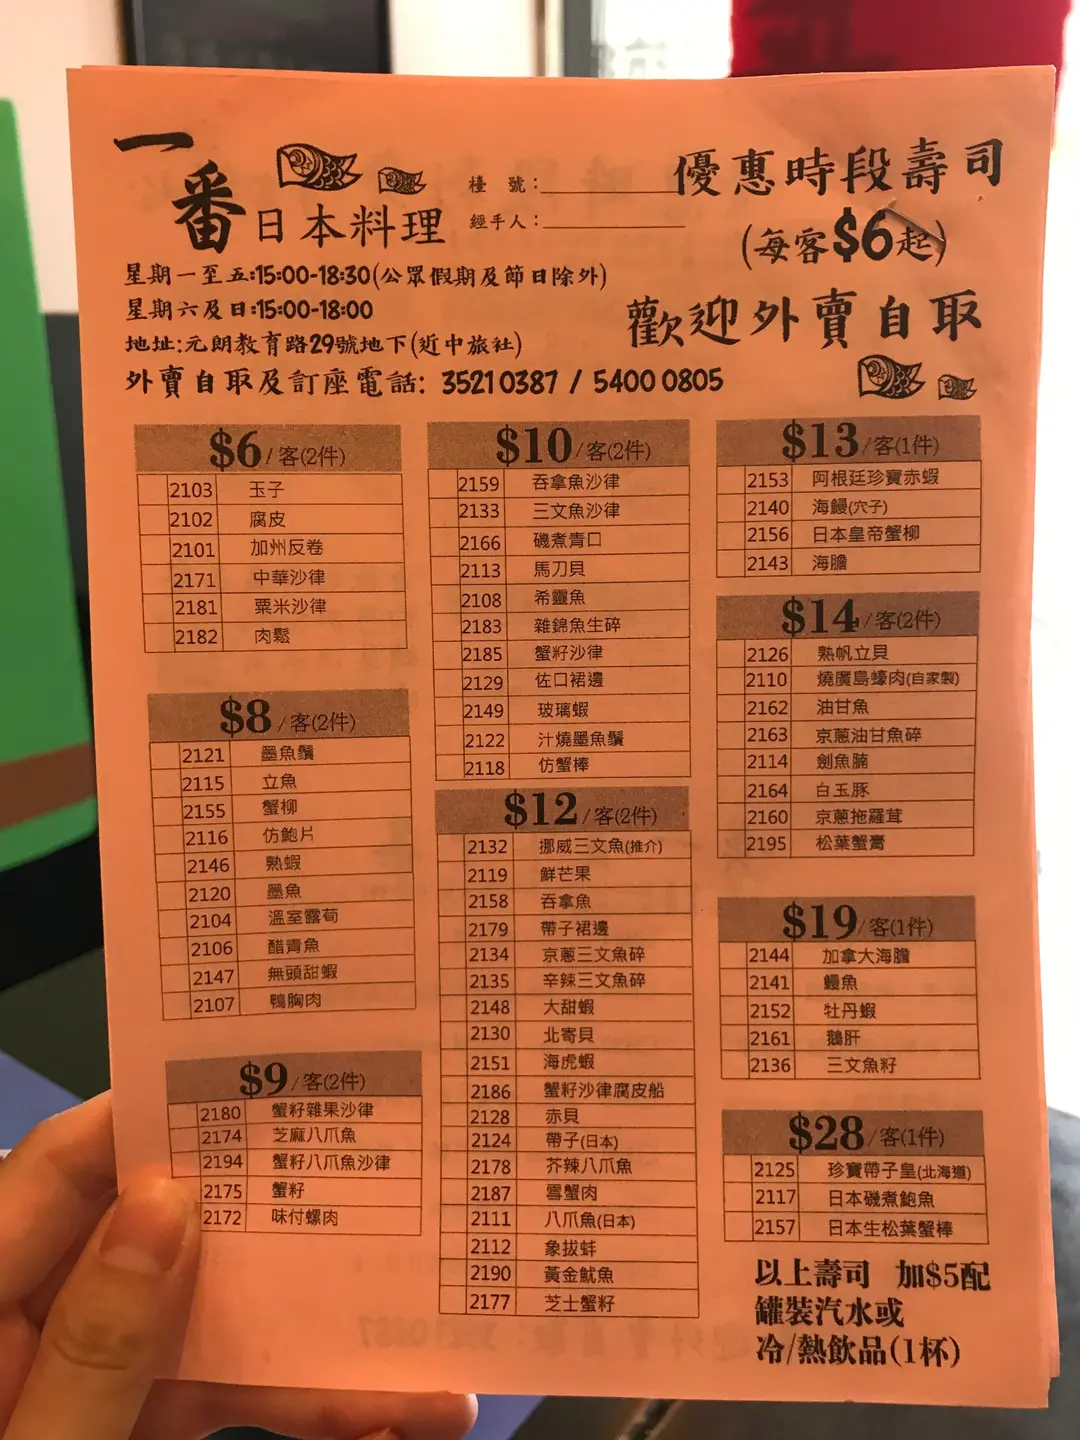 一番日本料理
檯 號：
經手人：
優惠時段壽司
(每客$6起)
星期一至五:15:00-18:30(公眾假期及節日除外)
星期六及日:15:00-18:00
地址:元朗教育路29號地下(近中旅社)
歡迎外賣自取
外賣自取及訂座電話: 3521 0387 / 5400 0805
$6/客(2件)
2103 玉子
2102 腐皮
2101 加州反卷
2171 中華沙律
2181 粟米沙律
2182 肉鬆
$8/客(2件)
2121 墨魚鬚
2115 立魚
2155 蟹柳
2116 仿鮑片
2146 熟蝦
2120 墨魚
2104 溫室露荀
2106 醋青魚
2147 無頭甜蝦
2107 鴨胸肉
$9/客(2件)
2180 蟹籽雜果沙律
2174 芝麻八爪魚
2194 蟹籽八爪魚沙律
2175 蟹籽
2172 味付螺肉
$10/客(2件)
2159 吞拿魚沙律
2133 三文魚沙律
2166 磯煮青口
2113 馬刀貝
2108 希靈魚
2183 雜錦魚生碎
2185 蟹籽沙律
2129 佐口裙邊
2149 玻璃蝦
2122 汁燒墨魚鬚
2118 仿蟹棒
$12/客(2件)
2132 挪威三文魚(推介)
2119 鮮芒果
2158 吞拿魚
2179 帶子裙邊
2134 京蔥三文魚碎
2135 辛辣三文魚碎
2148 大甜蝦
2130 北寄貝
2151 海虎蝦
2186 蟹籽沙律腐皮船
2128 赤貝
2124 帶子(日本)
2178 芥辣八爪魚
2187 雪蟹肉
2111 八爪魚(日本)
2112 象拔蚌
2190 黃金魷魚
2177 芝士蟹籽
$13/客(1件)
2153 阿根廷珍寶赤蝦
2140 海鰻(穴子)
2156 日本皇帝蟹柳
2143 海膽
$14/客(2件)
2126 熟帆立貝
2110 燒廣島蠔肉(自家製)
2162 油甘魚
2163 京蔥油甘魚碎
2114 劍魚腩
2164 白玉豚
2160 京蔥拖羅茸
2195 松葉蟹膏
$19/客(1件)
2144 加拿大海膽
2141 鰻魚
2152 牡丹蝦
2161 鵝肝
2136 三文魚籽
$28/客(1件)
2125 珍寶帶子皇(北海道)
2117 日本磯煮鮑魚
2157 日本生松葉蟹棒
以上壽司 加$5配
罐裝汽水或
冷/熱飲品(1杯)